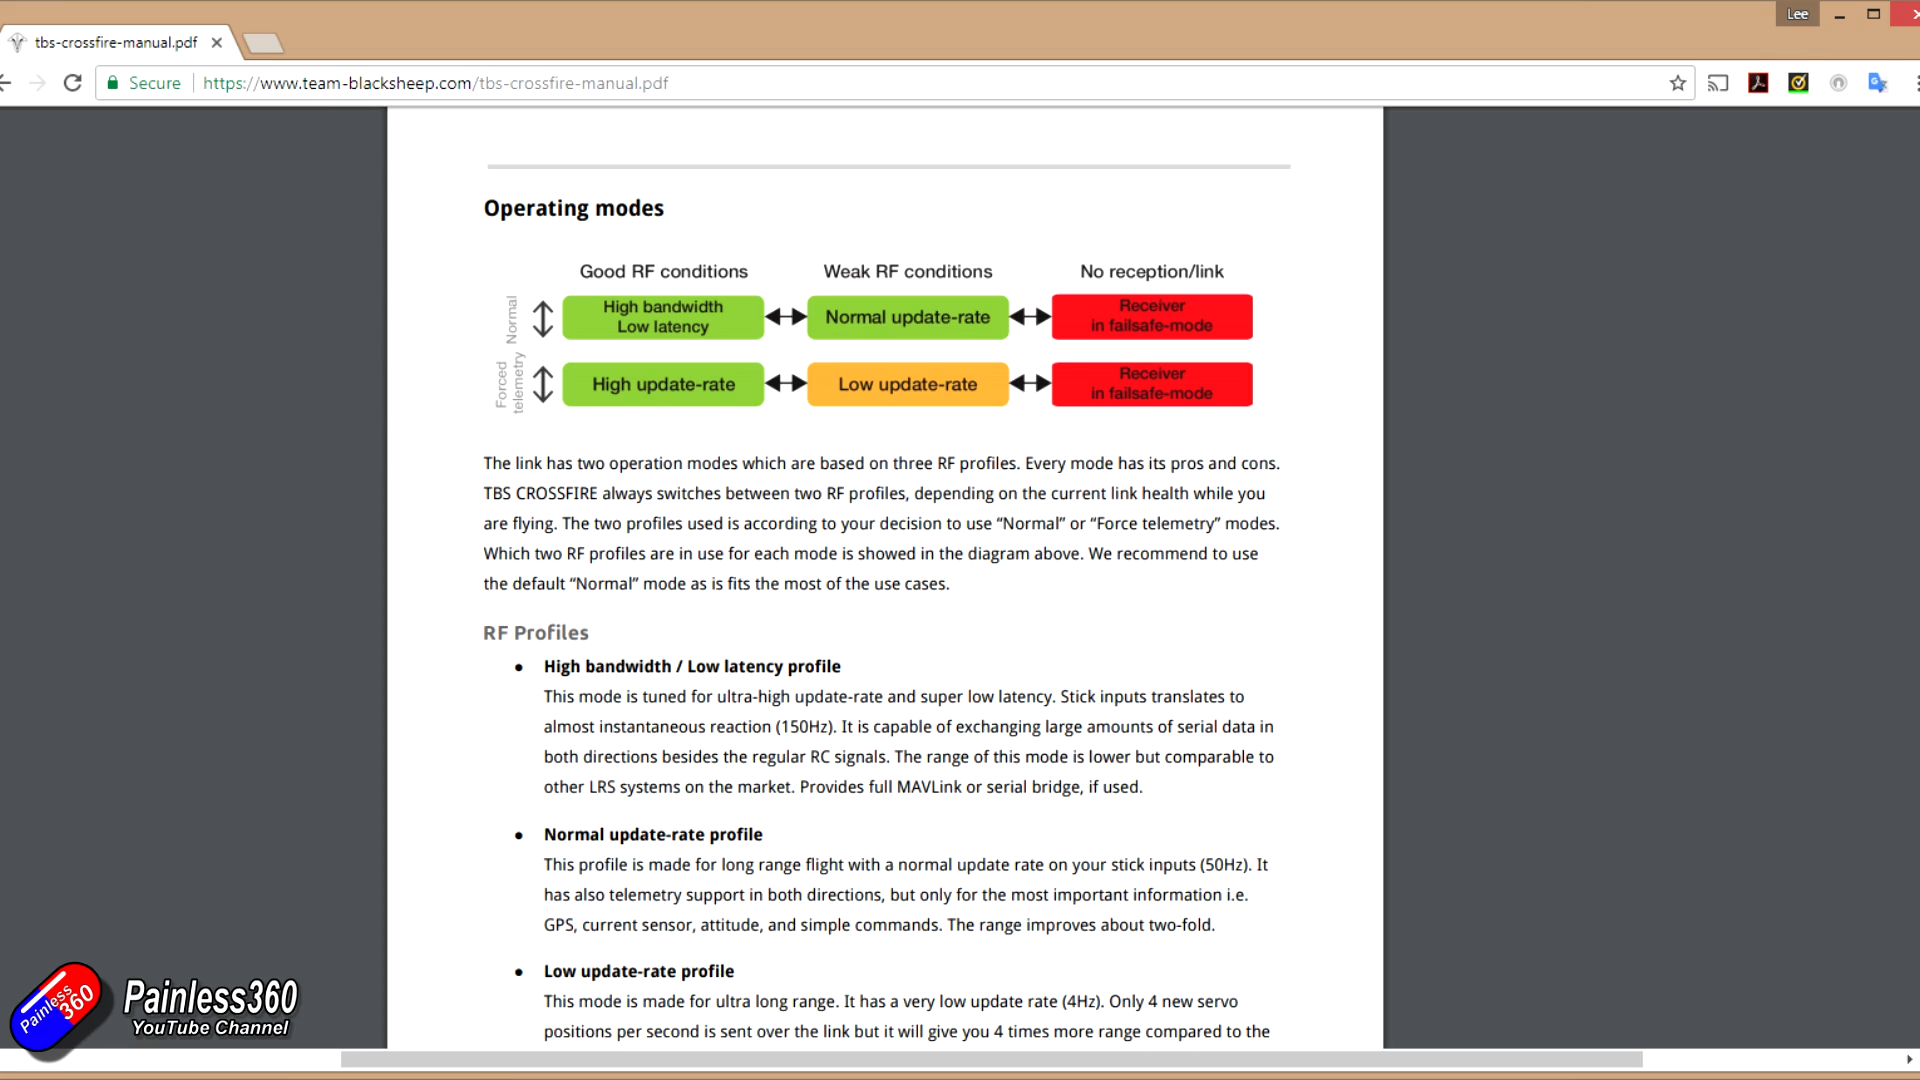 Lee
tbs-crossfire-manual.pdf
Secure https://www.team-blacksheep.com/tbs-crossfire-manual.pdf
Operating modes
Good RF conditions Weak RF conditions No reception/link
Normal
High bandwidth
Low latency
Normal update-rate
Receiver
in failsafe-mode
Forced
telemetry
High update-rate
Low update-rate
Receiver
in failsafe-mode
The link has two operation modes which are based on three RF profiles. Every mode has its pros and cons.
TBS CROSSFIRE always switches between two RF profiles, depending on the current link health while you
are flying. The two profiles used is according to your decision to use “Normal” or “Force telemetry” modes.
Which two RF profiles are in use for each mode is showed in the diagram above. We recommend to use
the default “Normal” mode as is fits the most of the use cases.
RF Profiles
● High bandwidth / Low latency profile
This mode is tuned for ultra-high update-rate and super low latency. Stick inputs translates to
almost instantaneous reaction (150Hz). It is capable of exchanging large amounts of serial data in
both directions besides the regular RC signals. The range of this mode is lower but comparable to
other LRS systems on the market. Provides full MAVLink or serial bridge, if used.
● Normal update-rate profile
This profile is made for long range flight with a normal update rate on your stick inputs (50Hz). It
has also telemetry support in both directions, but only for the most important information i.e.
GPS, current sensor, attitude, and simple commands. The range improves about two-fold.
● Low update-rate profile
This mode is made for ultra long range. It has a very low update rate (4Hz). Only 4 new servo
positions per second is sent over the link but it will give you 4 times more range compared to the
Painless
360
Painless360
YouTube Channel